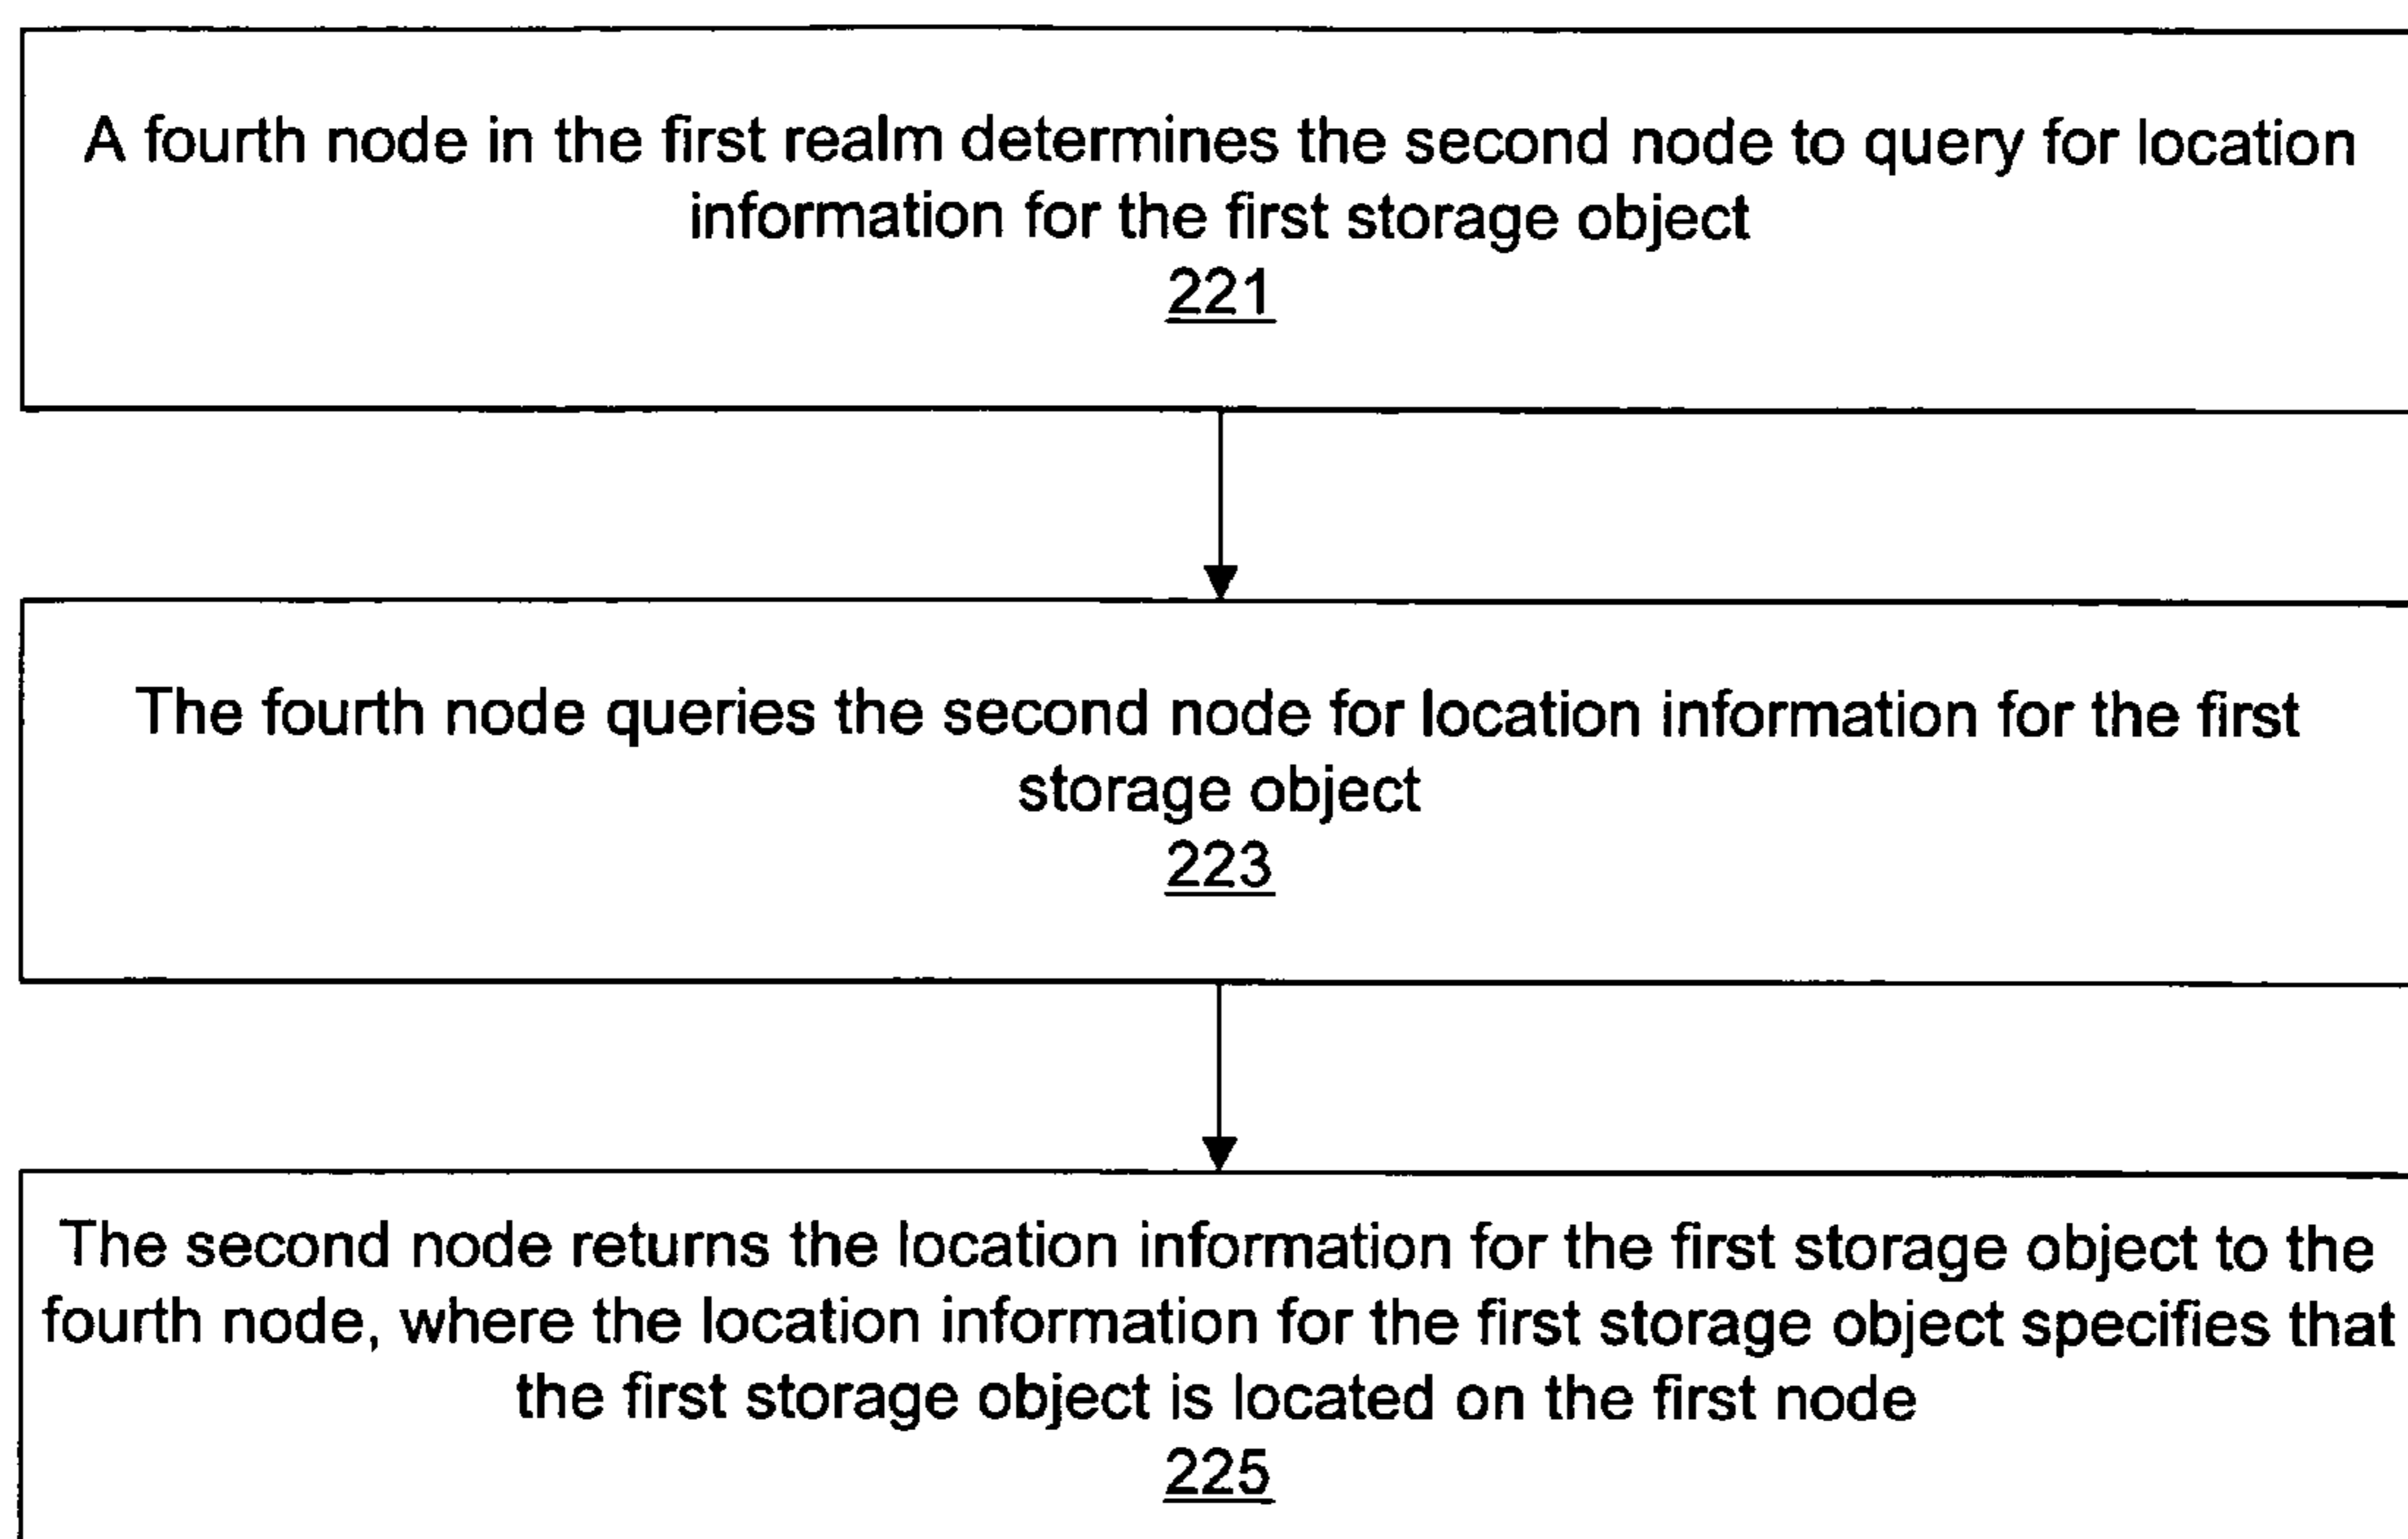 A fourth node in the first realm determines the second node to query for location
information for the first storage object
221
The fourth node queries the second node for location information for the first
storage object
223
The second node returns the location information for the first storage object to the
fourth node, where the location information for the first storage object specifies that
the first storage object is located on the first node
225